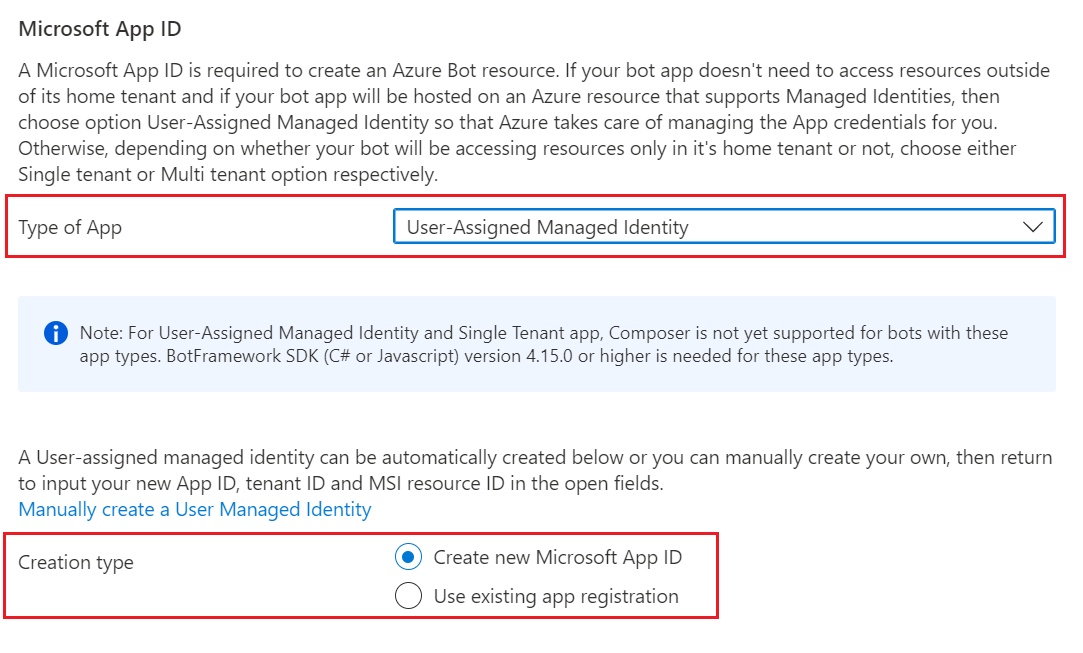 Microsoft App ID
A Microsoft App ID is required to create an Azure Bot resource. If your bot app doesn't need to access resources outside
of its home tenant and if your bot app will be hosted on an Azure resource that supports Managed Identities, then
choose option User-Assigned Managed Identity so that Azure takes care of managing the App credentials for you.
Otherwise, depending on whether your bot will be accessing resources only in it's home tenant or not, choose either
Single tenant or Multi tenant option respectively.
Type of App User-Assigned Managed Identity
Note: For User-Assigned Managed Identity and Single Tenant app, Composer is not yet supported for bots with these
app types. BotFramework SDK (C# or Javascript) version 4.15.0 or higher is needed for these app types.
A User-assigned managed identity can be automatically created below or you can manually create your own, then return
to input your new App ID, tenant ID and MSI resource ID in the open fields.
Manually create a User Managed Identity
Creation type Create new Microsoft App ID
Use existing app registration